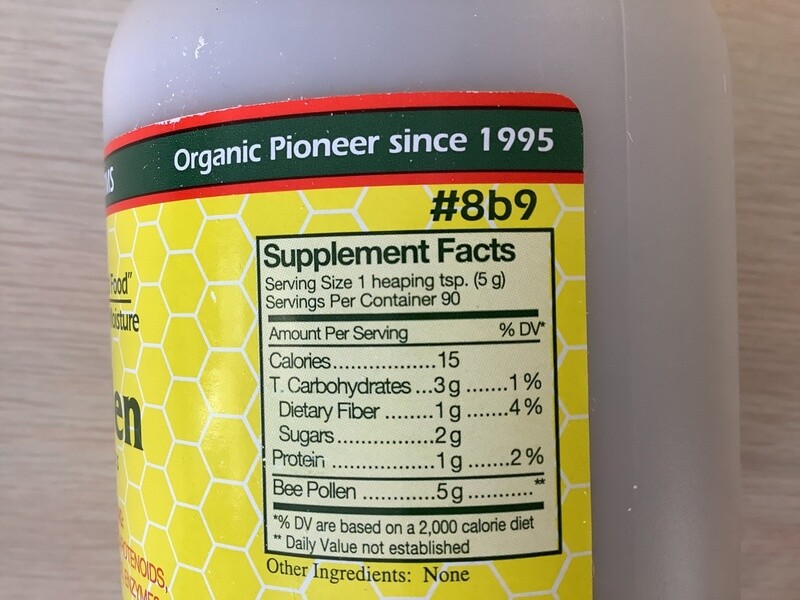 Organic Pioneer since 1995
#8b9
Food"
Supplement Facts
Serving Size 1 heaping tsp. (5 g)
Servings Per Container 90
Amount Per Serving % DV*
Calories..................15
T. Carbohydrates ...3 g .......1 %
Dietary Fiber ........1 g ......4 %
Sugars................2 g
Protein ..................1 g .......2 %
Bee Pollen ............5 g ...........**
*% DV are based on a 2,000 calorie diet
** Daily Value not established
Other Ingredients: None